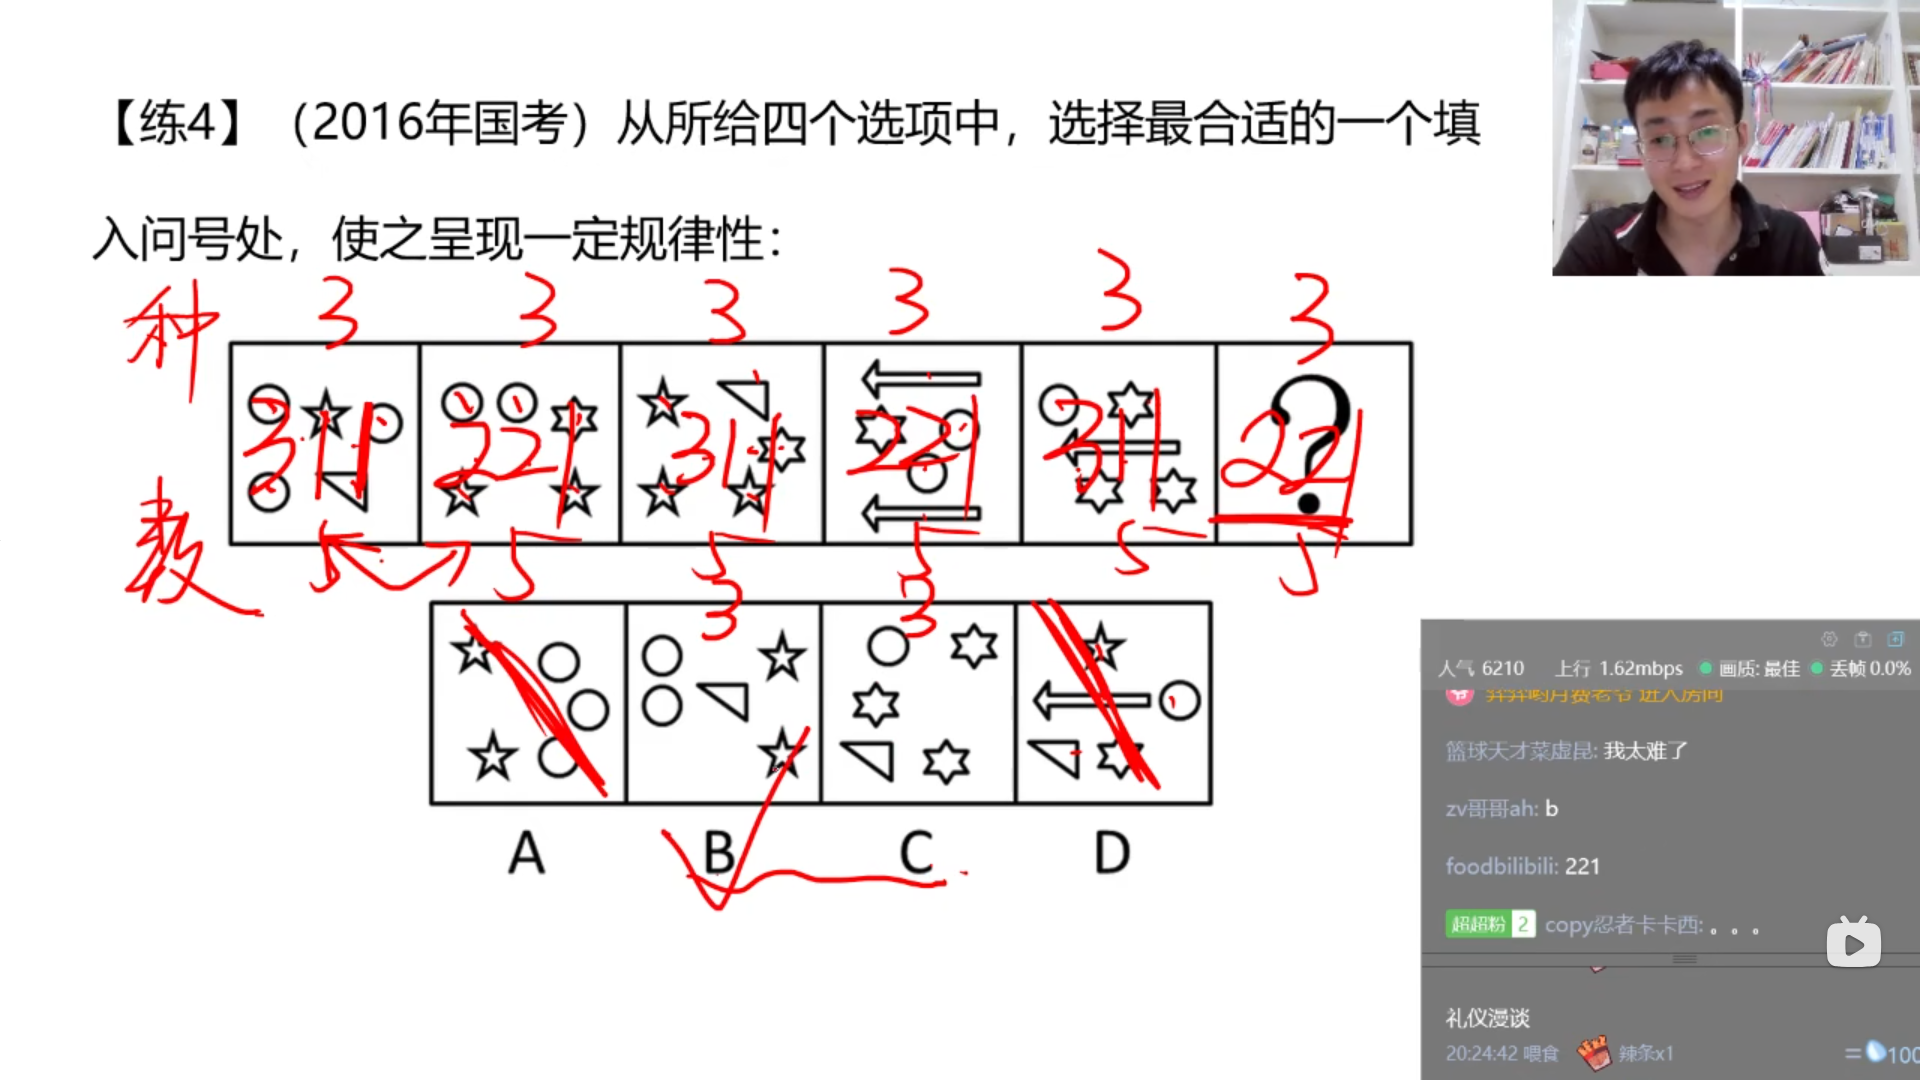 【练4】（2016年国考）从所给四个选项中，选择最合适的一个填
入问号处，使之呈现一定规律性：
种 3 3 3 3 3 3
311 221 311 221 311 221
?
数 5 5 5 5 5 5
3 3
A B C D
人气 6210 上行 1.62mbps 画质: 最佳 丢帧 0.0%
进入房间
篮球天才菜虚昆: 我太难了
zv哥哥ah: b
foodbilibili: 221
超超粉 2 copy忍者卡卡西: 。。。
礼仪漫谈
20:24:42 喂食 辣条x1 =100